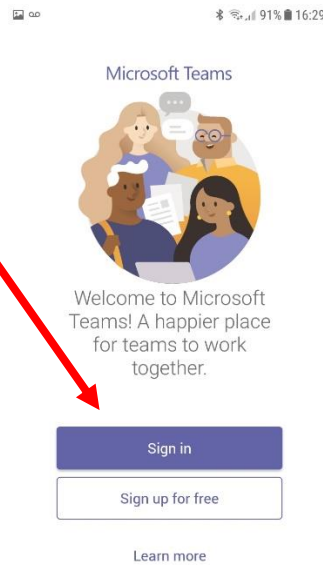 91% 16:29
Microsoft Teams
Welcome to Microsoft
Teams! A happier place
for teams to work
together.
Sign in
Sign up for free
Learn more